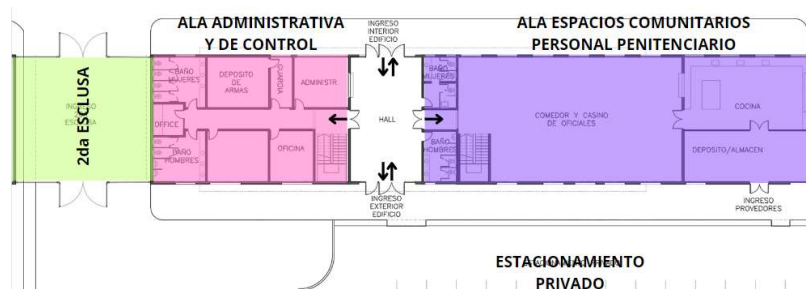 ALA ADMINISTRATIVA
Y DE CONTROL
INGRESO
INTERIOR
EDIFICIO
ALA ESPACIOS COMUNITARIOS
PERSONAL PENITENCIARIO
2da ESCLUSA
BAÑO
MUJERES
DEPOSITO
DE
ARMAS
GUARDIA
ADMINISTR.
OFFICE
BAÑO
HOMBRES
OFICINA
HALL
BAÑO
MUJERES
BAÑO
HOMBRES
COMEDOR Y CASINO
DE OFICIALES
COCINA
DEPOSITO/ALMACEN
INGRESO
EXTERIOR
EDIFICIO
INGRESO
PROVEDORES
ESTACIONAMIENTO
PRIVADO